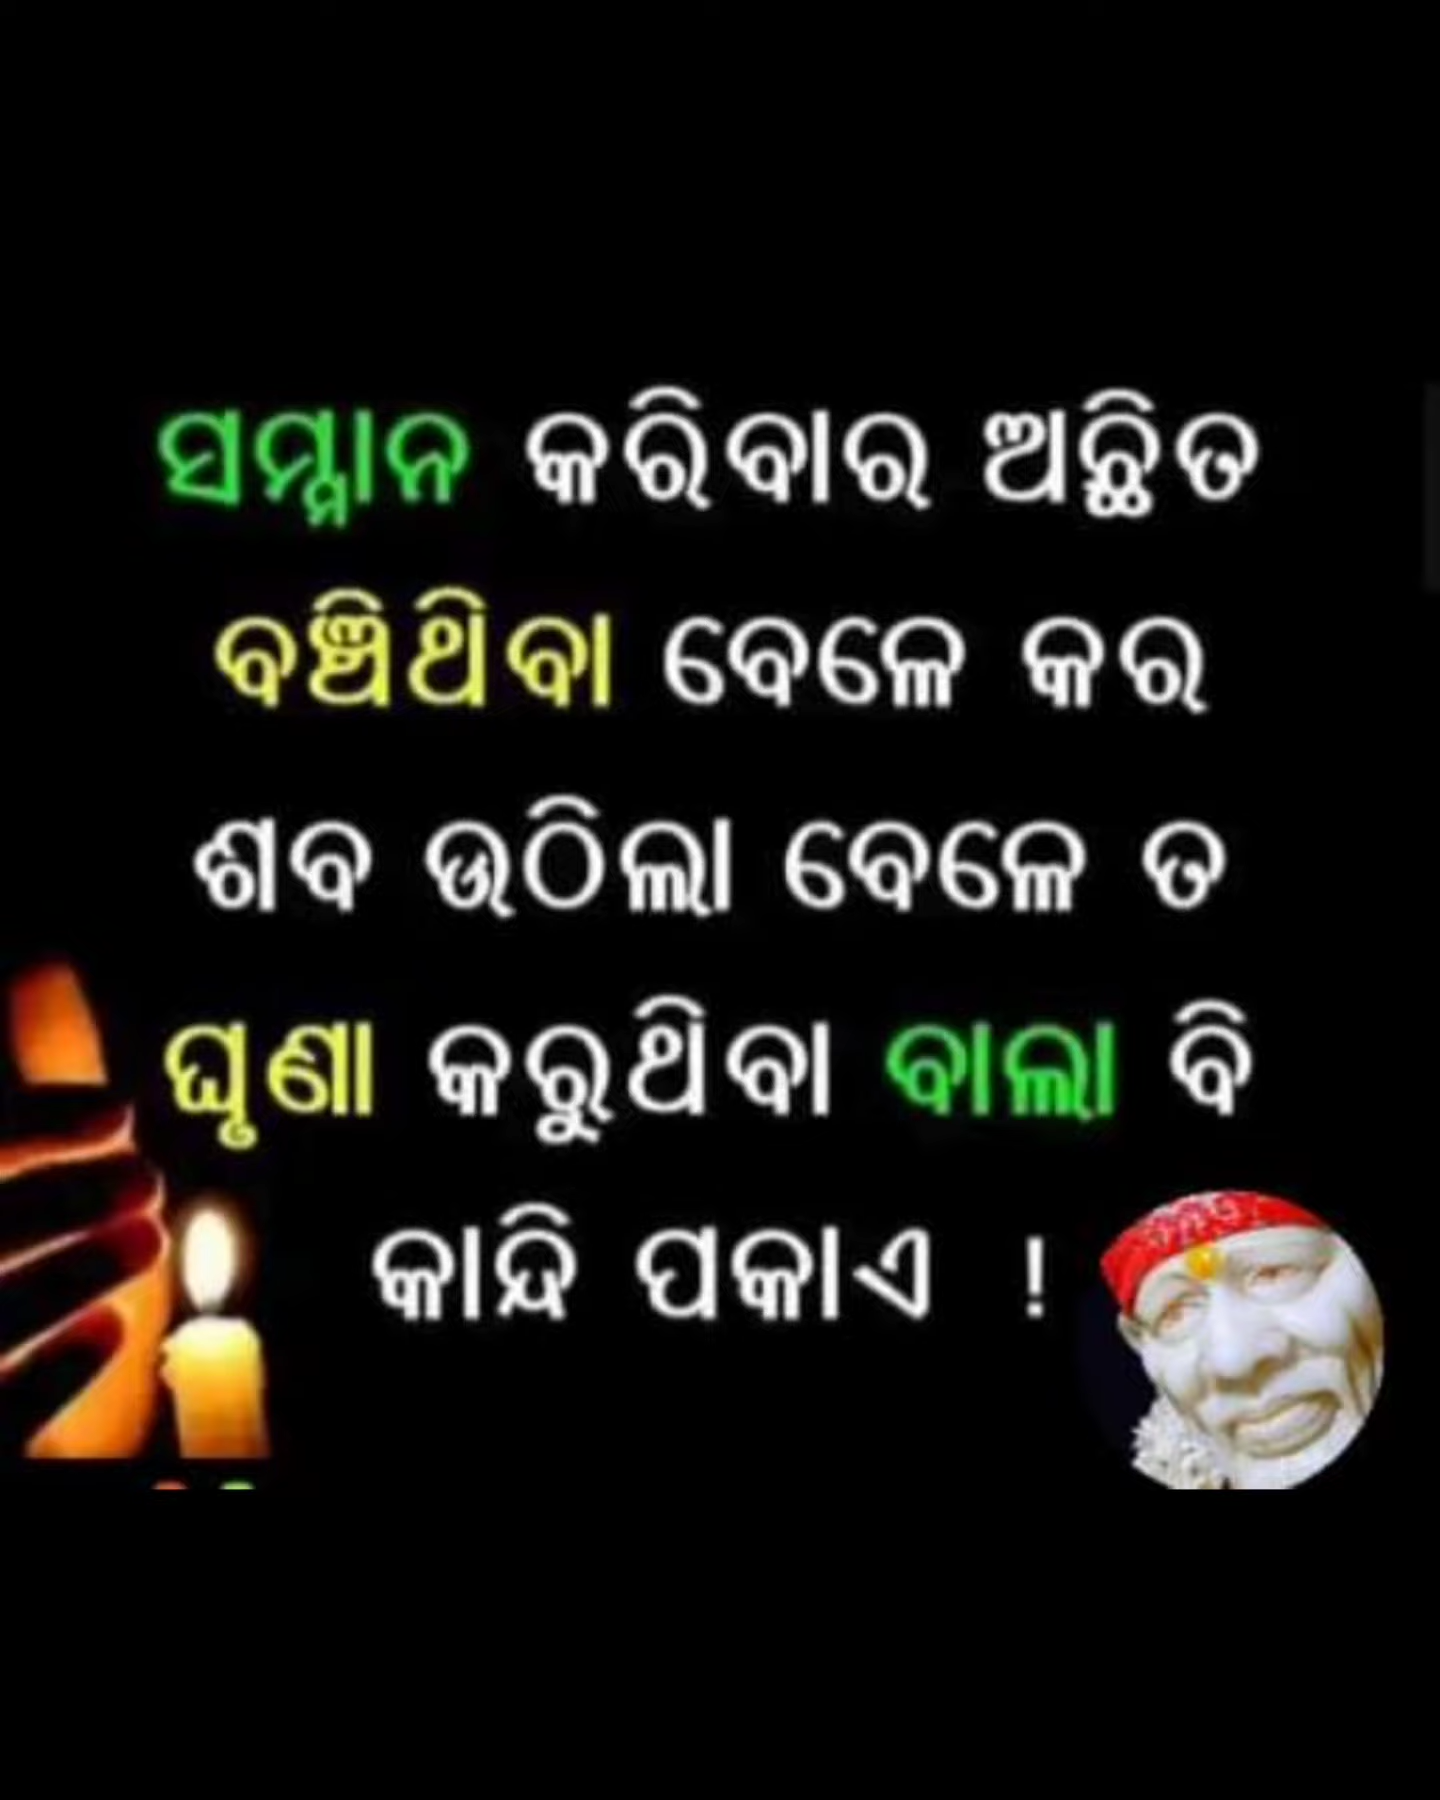 ସମ୍ମାନ କରିବାର ଅଛିତ
ବଞ୍ଚିଥିବା ବେଳେ କର
ଶବ ଉଠିଲା ବେଳେ ତ
ଘୃଣା କରୁଥିବା ବାଲା ବି
କାନ୍ଦି ପକାଏ !